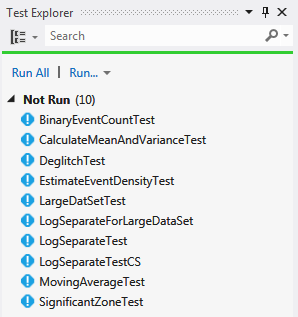 Test Explorer
Search
Run All | Run...
Not Run (10)
BinaryEventCountTest
CalculateMeanAndVarianceTest
DeglitchTest
EstimateEventDensityTest
LargeDatSetTest
LogSeparateForLargeDataSet
LogSeparateTest
LogSeparateTestCS
MovingAverageTest
SignificantZoneTest